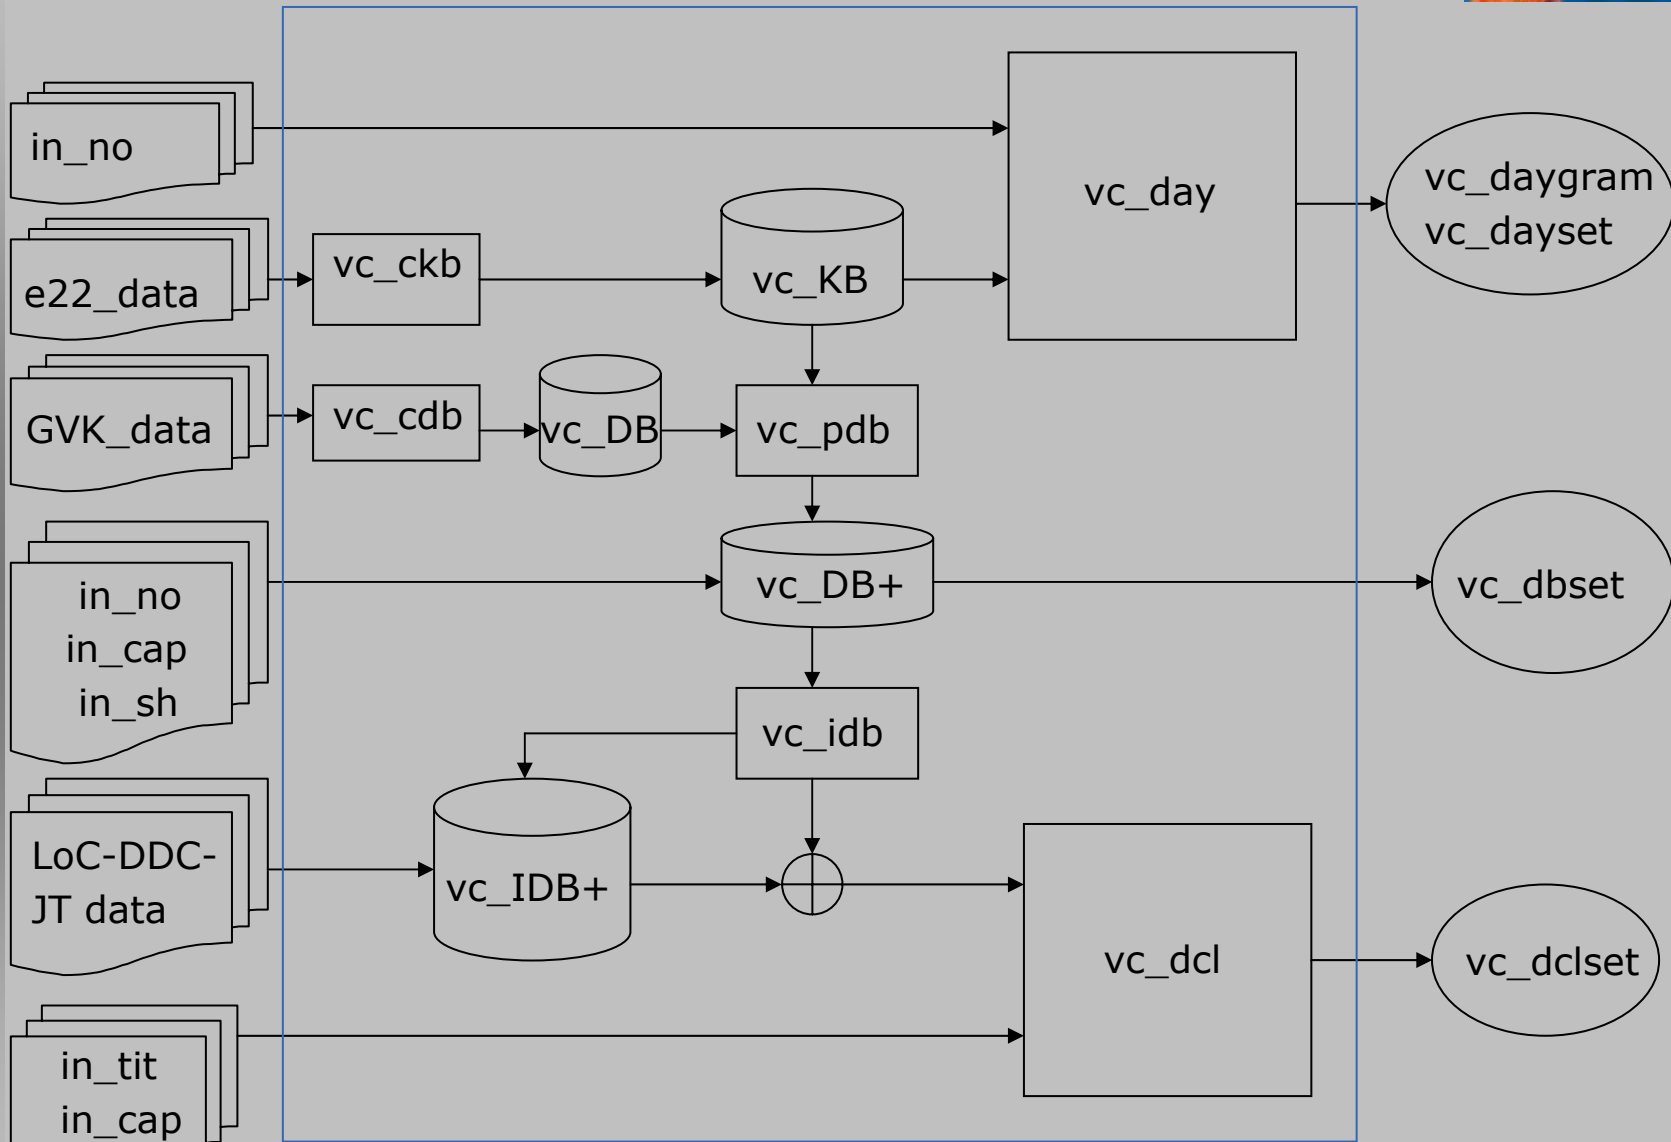 in_no
vc_day
vc_daygram
vc_dayset
e22_data
vc_ckb
vc_KB
GVK_data
vc_cdb
vc_DB
vc_pdb
in_no
in_cap
in_sh
vc_DB+
vc_dbset
vc_idb
LoC-DDC-
JT data
vc_IDB+
vc_dcl
vc_dclset
in_tit
in_cap